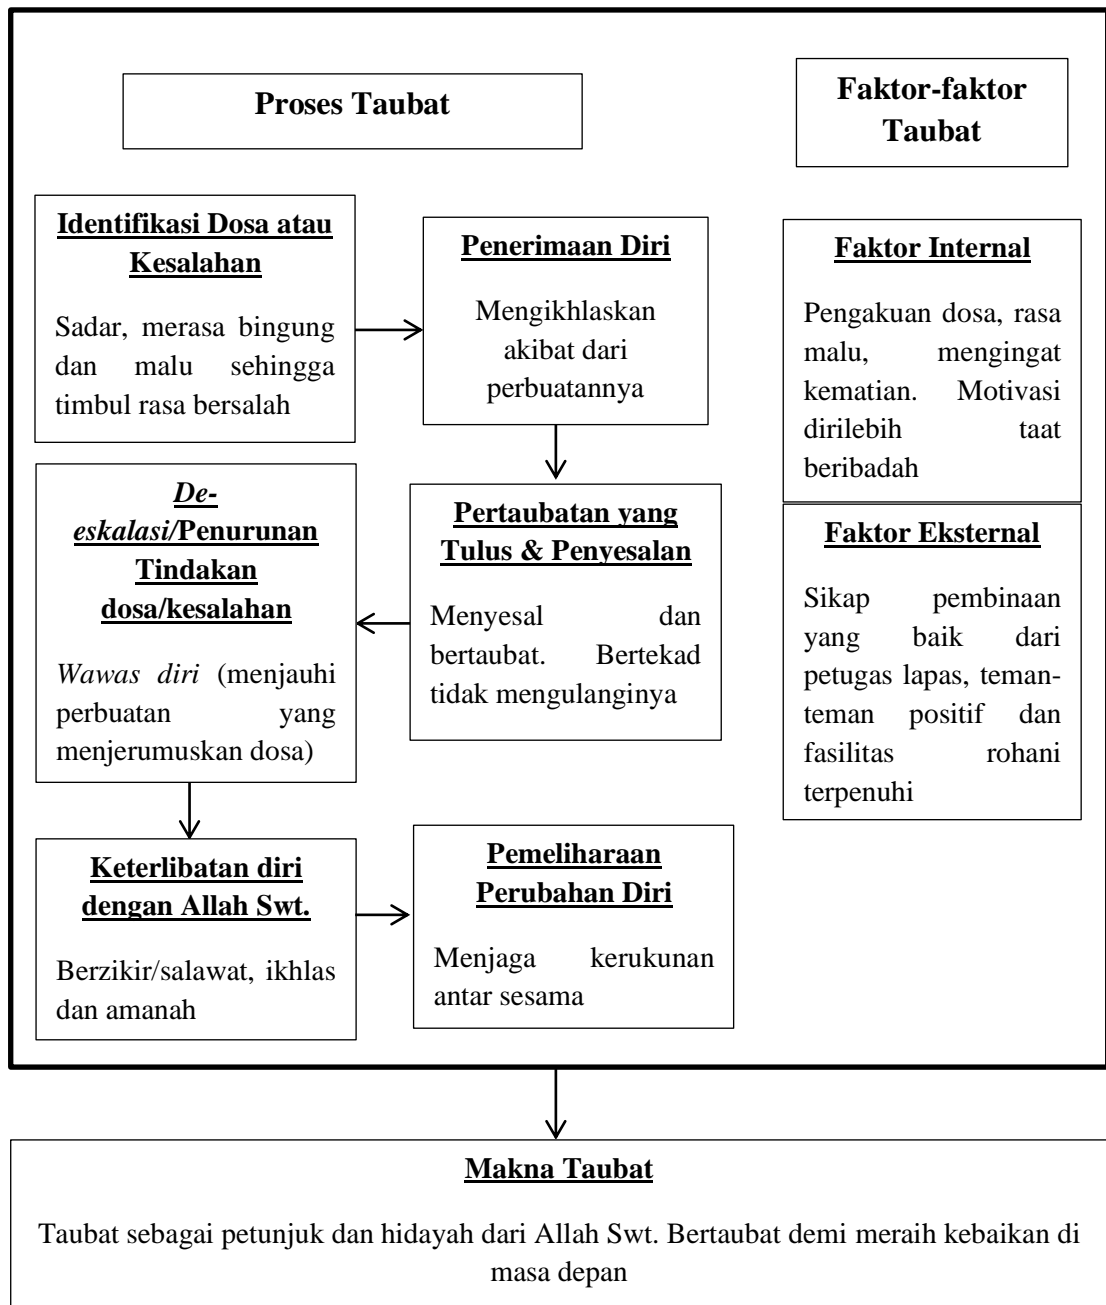 Proses Taubat
Faktor-faktor
Taubat
Identifikasi Dosa atau
Kesalahan
Sadar, merasa bingung
dan malu sehingga
timbul rasa bersalah
Penerimaan Diri
Mengikhlaskan
akibat dari
perbuatannya
Faktor Internal
Pengakuan dosa, rasa
malu, mengingat
kematian. Motivasi
dirilebih taat
beribadah
De-
eskalasi/Penurunan
Tindakan
dosa/kesalahan
Wawas diri (menjauhi
perbuatan yang
menjerumuskan dosa)
Pertaubatan yang
Tulus & Penyesalan
Menyesal dan
bertaubat. Bertekad
tidak mengulanginya
Faktor Eksternal
Sikap pembinaan
yang baik dari
petugas lapas, teman-
teman positif dan
fasilitas rohani
terpenuhi
Keterlibatan diri
dengan Allah Swt.
Berzikir/salawat, ikhlas
dan amanah
Pemeliharaan
Perubahan Diri
Menjaga kerukunan
antar sesama
Makna Taubat
Taubat sebagai petunjuk dan hidayah dari Allah Swt. Bertaubat demi meraih kebaikan di
masa depan